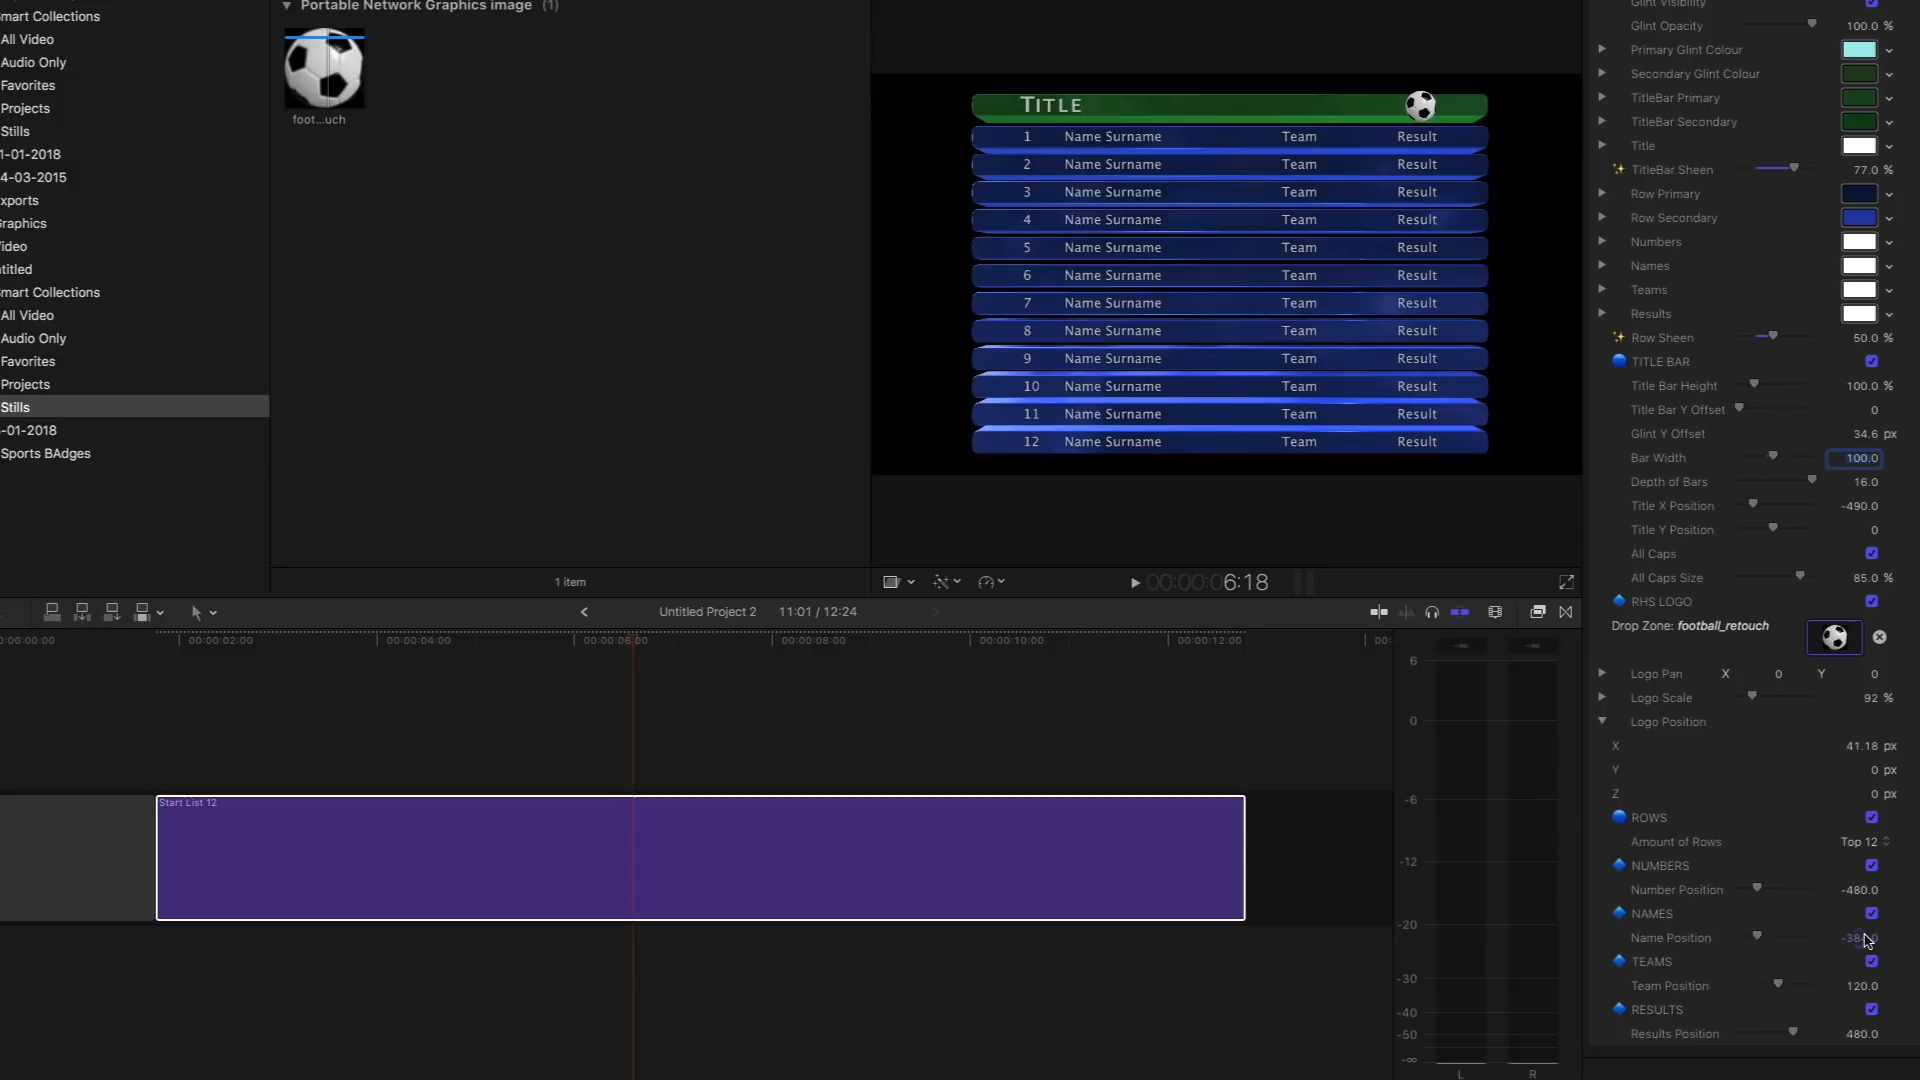 mart Collections
All Video
Audio Only
Favorites
Projects
Stills
1-01-2018
4-03-2015
xports
Graphics
ideo
ntitled
mart Collections
All Video
Audio Only
Favorites
Projects
Stills
-01-2018
Sports BAdges
Portable Network Graphics image (1)
foot...uch
1 item
TITLE
1 Name Surname Team Result
2 Name Surname Team Result
3 Name Surname Team Result
4 Name Surname Team Result
5 Name Surname Team Result
6 Name Surname Team Result
7 Name Surname Team Result
8 Name Surname Team Result
9 Name Surname Team Result
10 Name Surname Team Result
11 Name Surname Team Result
12 Name Surname Team Result
00:00:06:18
Glint Visibility
Glint Opacity 100.0 %
Primary Glint Colour
Secondary Glint Colour
TitleBar Primary
TitleBar Secondary
Title
TitleBar Sheen 77.0 %
Row Primary
Row Secondary
Numbers
Names
Teams
Results
Row Sheen 50.0 %
TITLE BAR
Title Bar Height 100.0 %
Title Bar Y Offset 0
Glint Y Offset 34.6 px
Bar Width 100.0
Depth of Bars 16.0
Title X Position -490.0
Title Y Position 0
All Caps
All Caps Size 85.0 %
RHS LOGO
Drop Zone: football_retouch
Logo Pan X 0 Y 0
Logo Scale 92 %
Logo Position
X 41.18 px
Y 0 px
Z 0 px
ROWS
Amount of Rows Top 12
NUMBERS
Number Position -480.0
NAMES
Name Position
TEAMS
Team Position 120.0
RESULTS
Results Position 480.0
Untitled Project 2 11:01 / 12:24
0:00:00:00 00:00:02:00 00:00:04:00 00:00:06:00 00:00:08:00 00:00:10:00 00:00:12:00 00:
Start List 12
-∞ -∞
6
0
-6
-12
-20
-30
-40
-50
-∞
L R